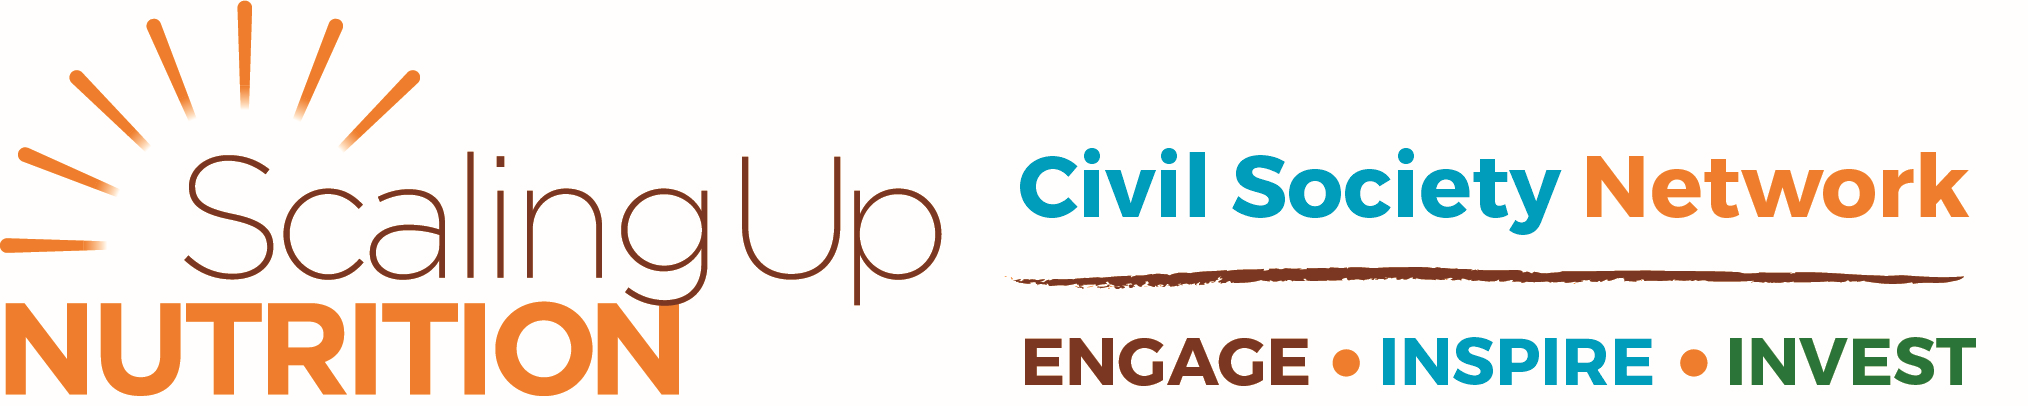 Scaling Up
NUTRITION
Civil Society Network
ENGAGE • INSPIRE • INVEST